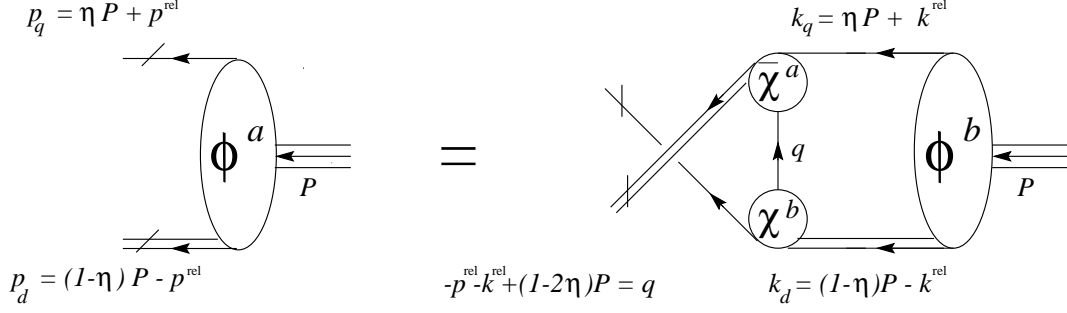 p_q = η P + p^rel
k_q = η P + k^rel
ϕ^a
P
=
χ̄^a
q
χ^b
ϕ^b
P
p_d = (1-η) P - p^rel
-p^rel-k^rel+(1-2η)P = q
k_d = (1-η)P - k^rel